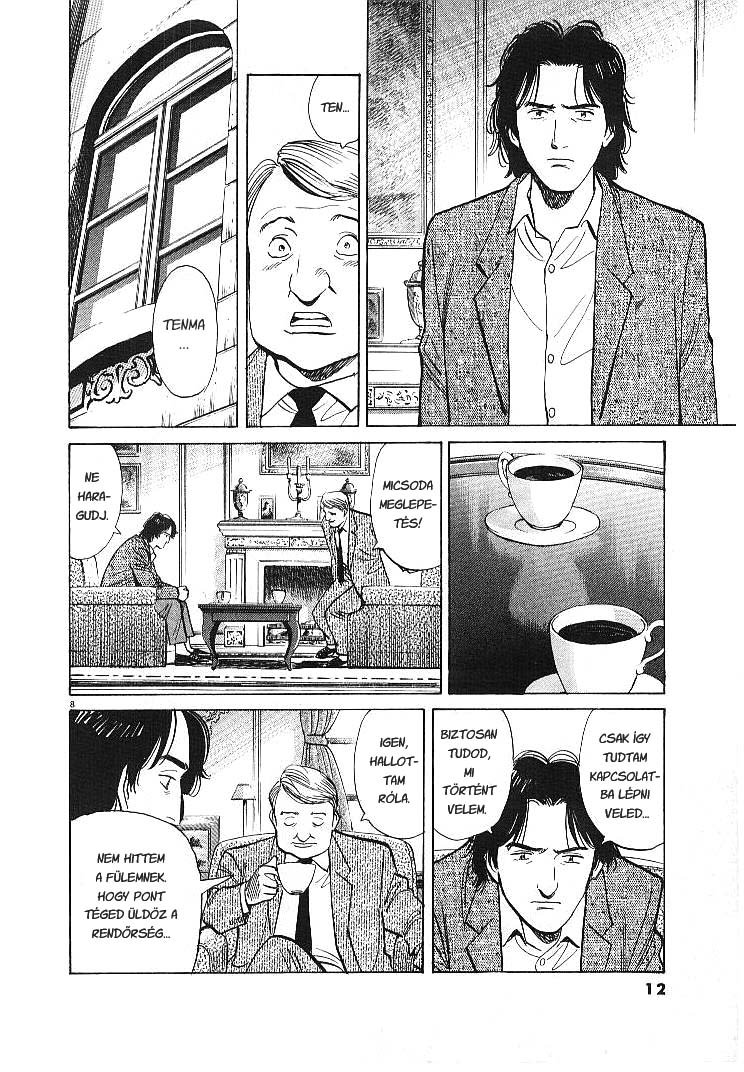 TEN...
TENMA
...
MICSODA
MEGLEPE-
TÉS!
NE
HARA-
GUDJ.
CSAK ÍGY
TUDTAM
KAPCSOLAT-
BA LÉPNI
VELED...
BIZTOSAN
TUDOD,
MI
TÖRTÉNT
VELEM.
IGEN,
HALLOT-
TAM
RÓLA.
NEM HITTEM
A FÜLEMNEK.
HOGY PONT
TÉGED ÜLDÖZ A
RENDŐRSÉG...
8
12